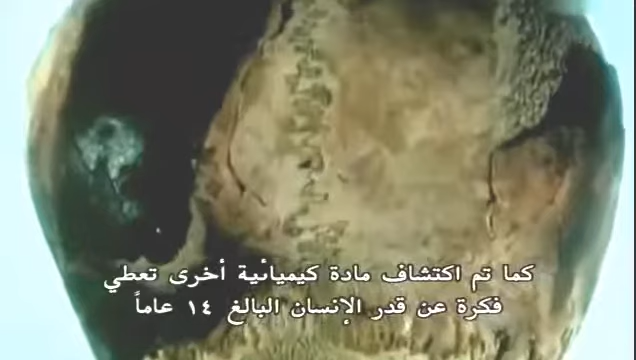 كما تم اكتشاف مادة كيميائية أخرى تعطي
فكرة عن قدر الإنسان البالغ ١٤ عاماً